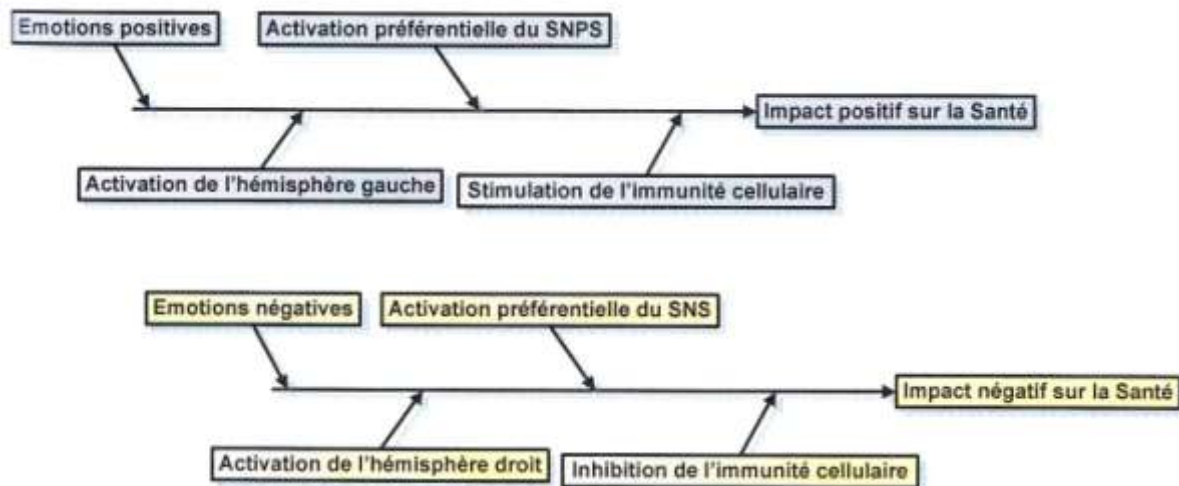 Emotions positives
Activation préférentielle du SNPS
Impact positif sur la Santé
Activation de l'hémisphère gauche
Stimulation de l'immunité cellulaire
Emotions négatives
Activation préférentielle du SNS
Impact négatif sur la Santé
Activation de l'hémisphère droit
Inhibition de l'immunité cellulaire